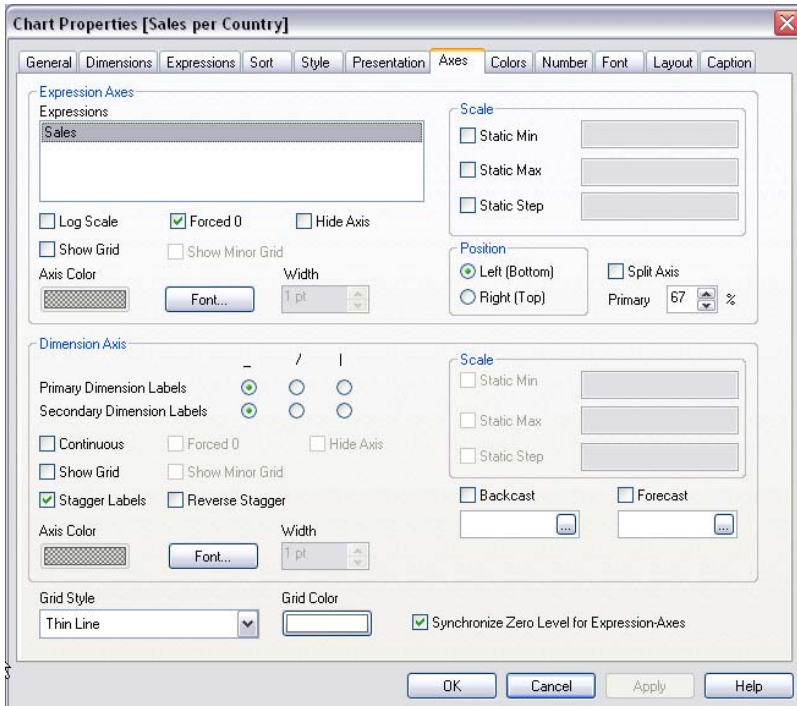 Chart Properties [Sales per Country]
General Dimensions Expressions Sort Style Presentation Axes Colors Number Font Layout Caption
Expression Axes
Expressions
Sales
Log Scale Forced 0 Hide Axis
Show Grid Show Minor Grid
Axis Color Width
Font... 1 pt
Scale
Static Min
Static Max
Static Step
Position
Left (Bottom)
Right (Top)
Split Axis
Primary 67 %
Dimension Axis
_ / |
Primary Dimension Labels
Secondary Dimension Labels
Continuous Forced 0 Hide Axis
Show Grid Show Minor Grid
Stagger Labels Reverse Stagger
Axis Color Width
Font... 1 pt
Scale
Static Min
Static Max
Static Step
Backcast Forecast
... ...
Grid Style Grid Color
Thin Line
Synchronize Zero Level for Expression-Axes
OK Cancel Apply Help